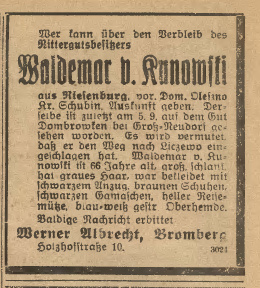 Wer kann über den Verbleib des
Rittergutsbesitzers
Waldemar v. Kunowski
aus Riesenburg, vor. Dom. Olesino
Kr. Schubin, Auskunft geben. Der-
selbe ist zuletzt am 5. 9. auf dem Gut
Dombrowken bei Groß-Neudorf ge-
sehen worden. Es wird vermutet
daß er den Weg nach Liczewo ein-
geschlagen hat. Waldemar v. Ku-
nowski ist 66 Jahre alt, groß, schlank,
hat graues Haar, war bekleidet mit
schwarzem Anzug, braunen Schuhen,
schwarzen Gamaschen, heller Reise-
mütze, blau-weiß gestr Oberhemde.
Baldige Nachricht erbittet
Werner Albrecht, Bromberg
Holzhofstraße 10.
3021